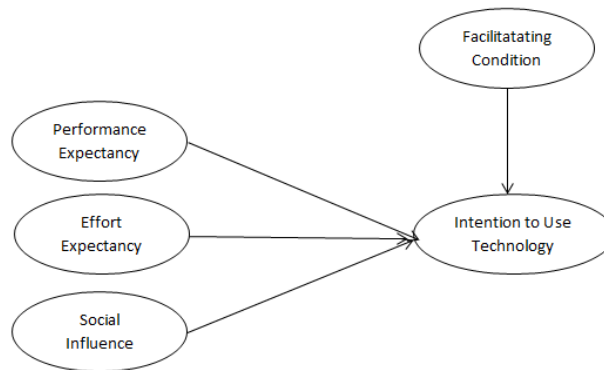 Facilitatating
Condition
Performance
Expectancy
Effort
Expectancy
Intention to Use
Technology
Social
Influence